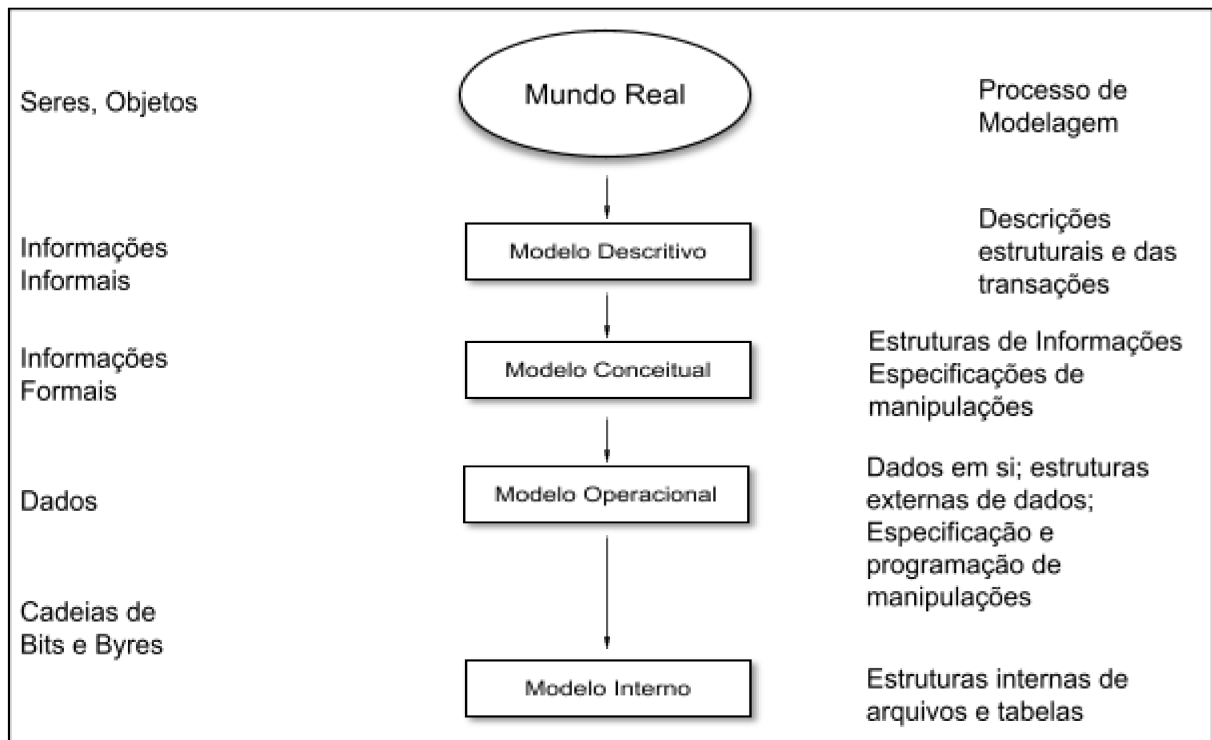 Seres, Objetos
Mundo Real
Processo de
Modelagem
Informações
Informais
Modelo Descritivo
Descrições
estruturais e das
transações
Informações
Formais
Modelo Conceitual
Estruturas de Informações
Especificações de
manipulações
Dados
Modelo Operacional
Dados em si; estruturas
externas de dados;
Especificação e
programação de
manipulações
Cadeias de
Bits e Byres
Modelo Interno
Estruturas internas de
arquivos e tabelas